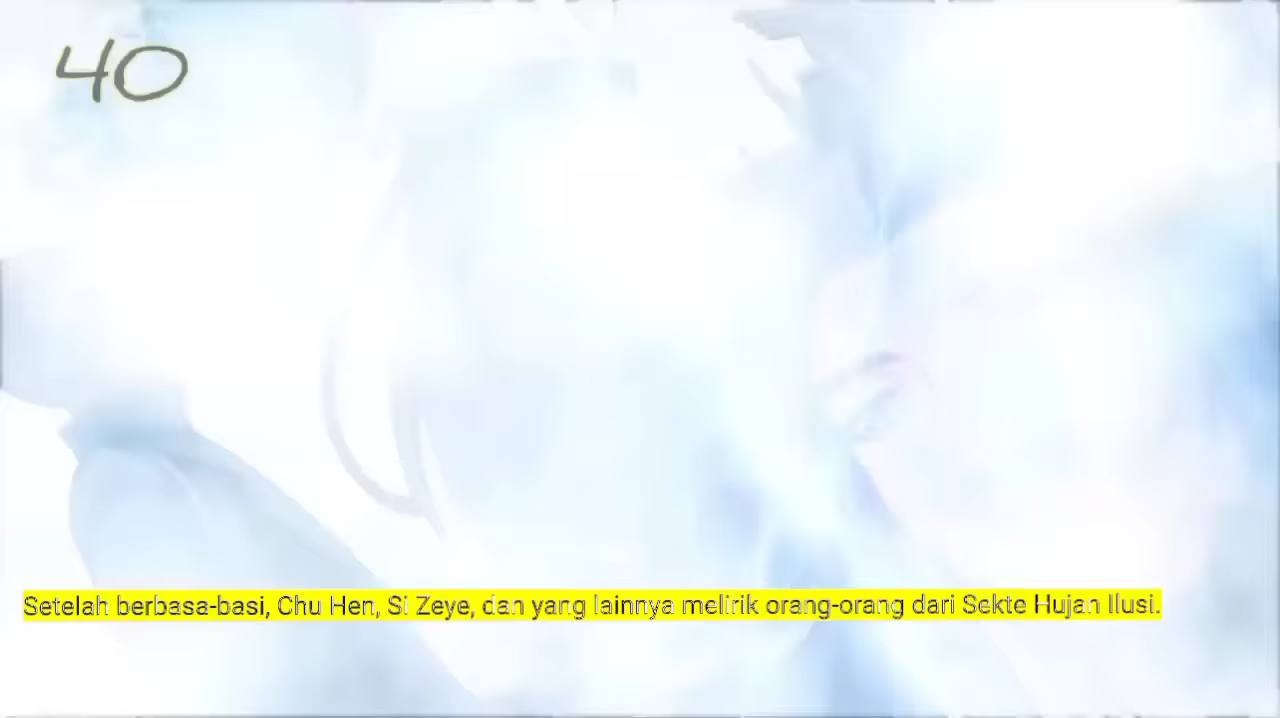 40
Setelah berbasa-basi, Chu Hen, Si Zeye, dan yang lainnya melirik orang-orang dari Sekte Hujan Ilusi.